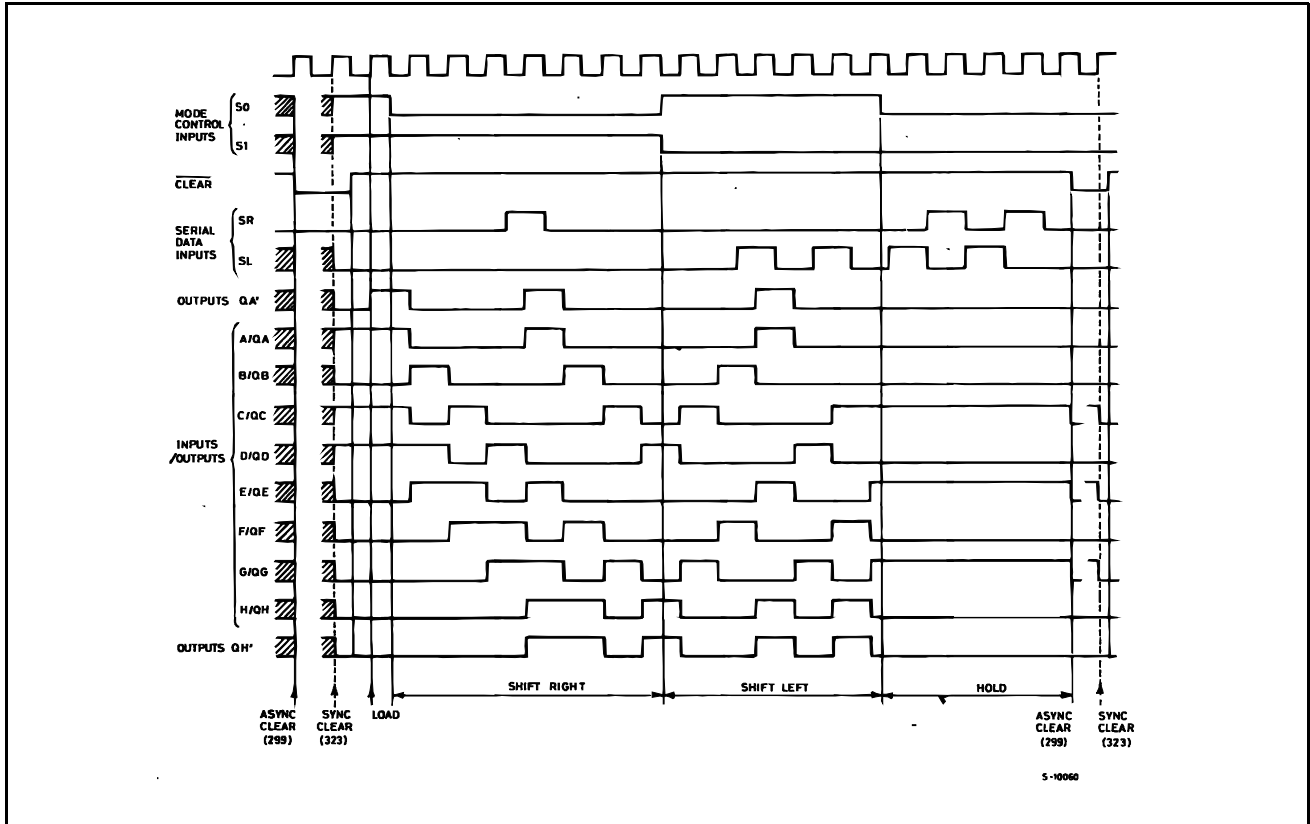 MODE
CONTROL
INPUTS
S0
S1
CLEAR
SERIAL
DATA
INPUTS
SR
SL
OUTPUTS QA'
INPUTS
/OUTPUTS
A/QA
B/QB
C/QC
D/QD
E/QE
F/QF
G/QG
H/QH
OUTPUTS QH'
SHIFT RIGHT
SHIFT LEFT
HOLD
ASYNC
CLEAR
(299)
SYNC
CLEAR
(323)
LOAD
ASYNC
CLEAR
(299)
SYNC
CLEAR
(323)
S-10060